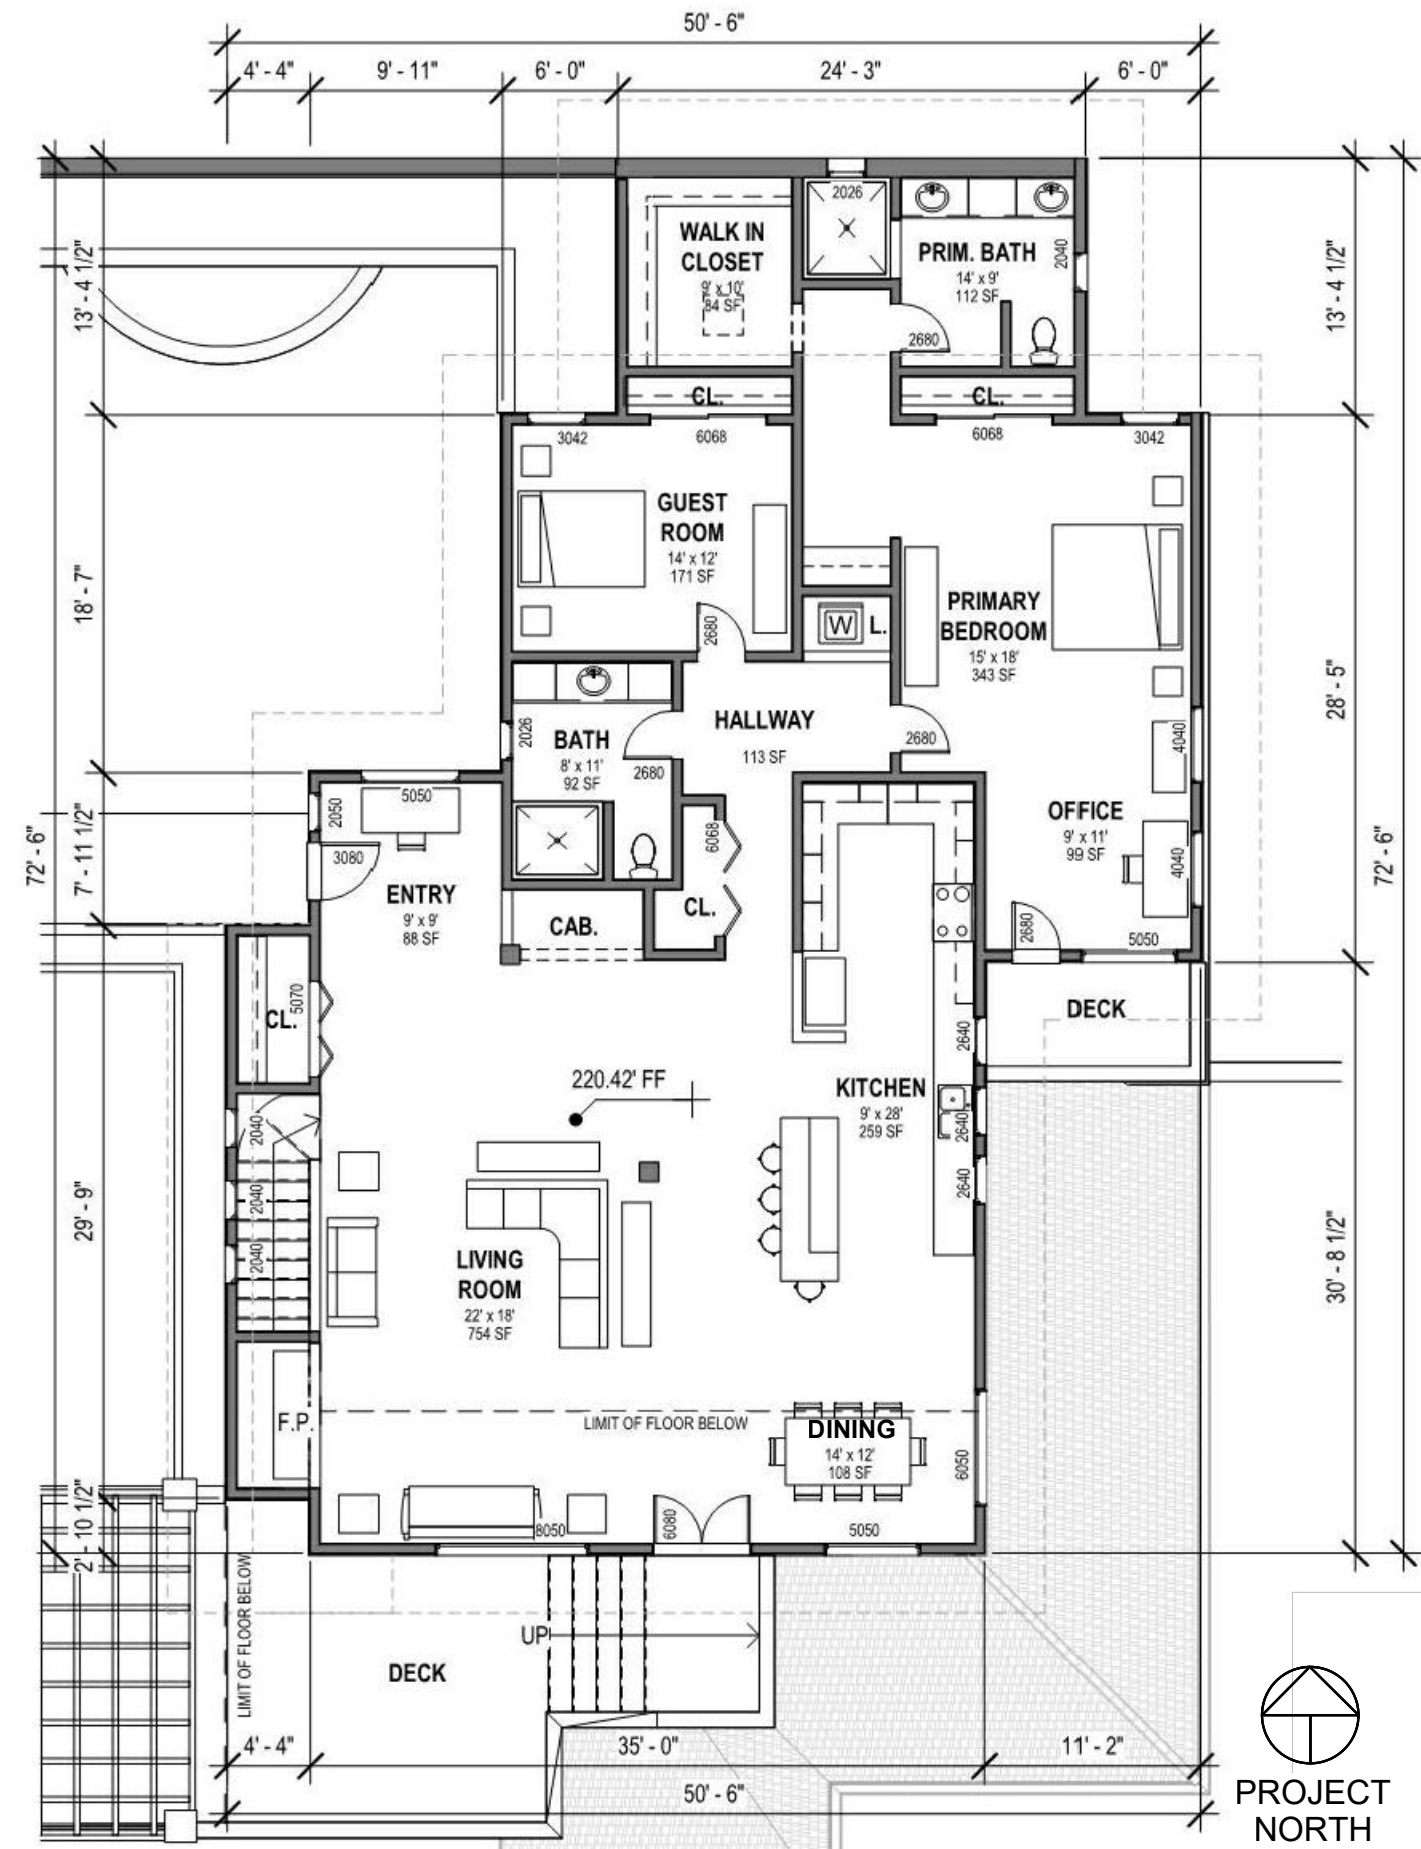 50' - 6"
4' - 4"
9' - 11"
6' - 0"
24' - 3"
6' - 0"
13' - 4 1/2"
18' - 7"
7' - 11 1/2"
72' - 6"
29' - 9"
2' - 10 1/2"
WALK IN
CLOSET
9' x 10'
84 SF
2026
PRIM. BATH
14' x 9'
112 SF
2040
2680
CL.
6068
3042
CL.
6068
3042
GUEST
ROOM
14' x 12'
171 SF
2680
W
L.
PRIMARY
BEDROOM
15' x 18'
343 SF
4040
2680
HALLWAY
113 SF
2026
BATH
8' x 11'
92 SF
2680
6068
CL.
CAB.
5050
2050
3080
ENTRY
9' x 9'
88 SF
OFFICE
9' x 11'
99 SF
4040
2680
5050
DECK
5070
CL.
220.42' FF
KITCHEN
9' x 28'
259 SF
2640
2640
2640
2040
2040
2040
LIVING
ROOM
22' x 18'
754 SF
F.P.
LIMIT OF FLOOR BELOW
DINING
14' x 12'
108 SF
6050
8050
6080
5050
LIMIT OF FLOOR BELOW
UP
DECK
13' - 4 1/2"
28' - 5"
72' - 6"
30' - 8 1/2"
4' - 4"
35' - 0"
11' - 2"
50' - 6"
PROJECT
NORTH